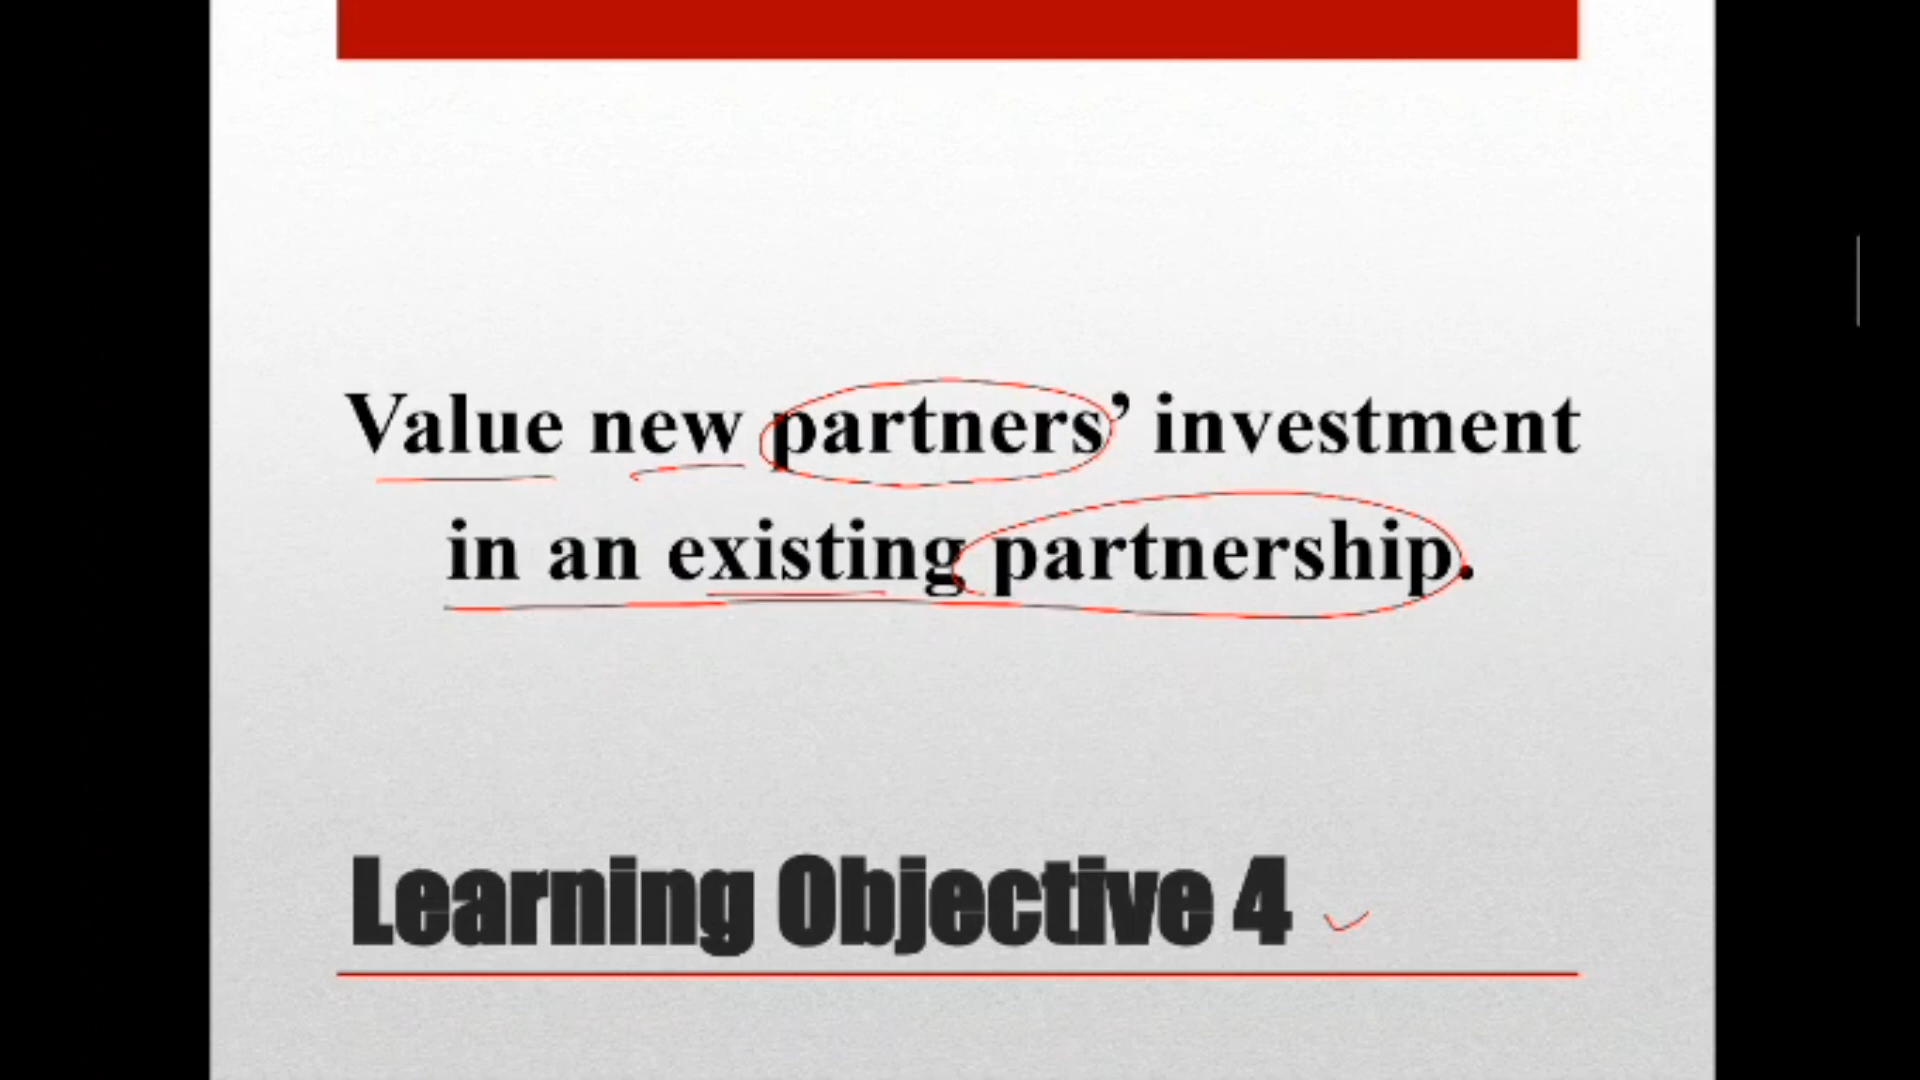 Value new partners’ investment
in an existing partnership.
Learning Objective 4